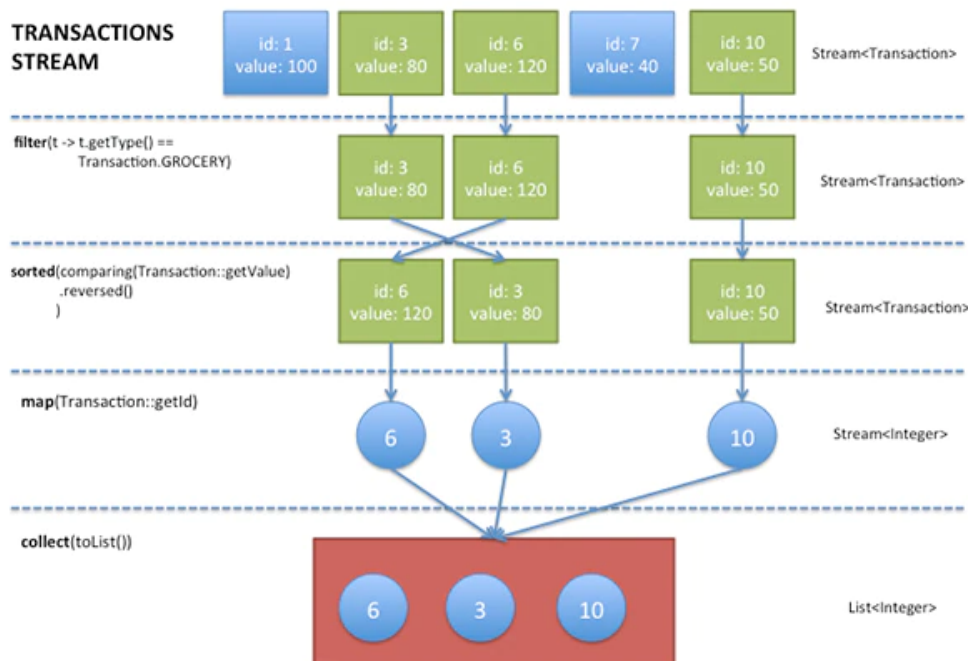 TRANSACTIONS
STREAM
id: 1
value: 100
id: 3
value: 80
id: 6
value: 120
id: 7
value: 40
id: 10
value: 50
Stream<Transaction>
filter(t -> t.getType() ==
Transaction.GROCERY)
id: 3
value: 80
id: 6
value: 120
id: 10
value: 50
Stream<Transaction>
sorted(comparing(Transaction::getValue)
.reversed()
)
id: 6
value: 120
id: 3
value: 80
id: 10
value: 50
Stream<Transaction>
map(Transaction::getId)
6
3
10
Stream<Integer>
collect(toList())
6
3
10
List<Integer>